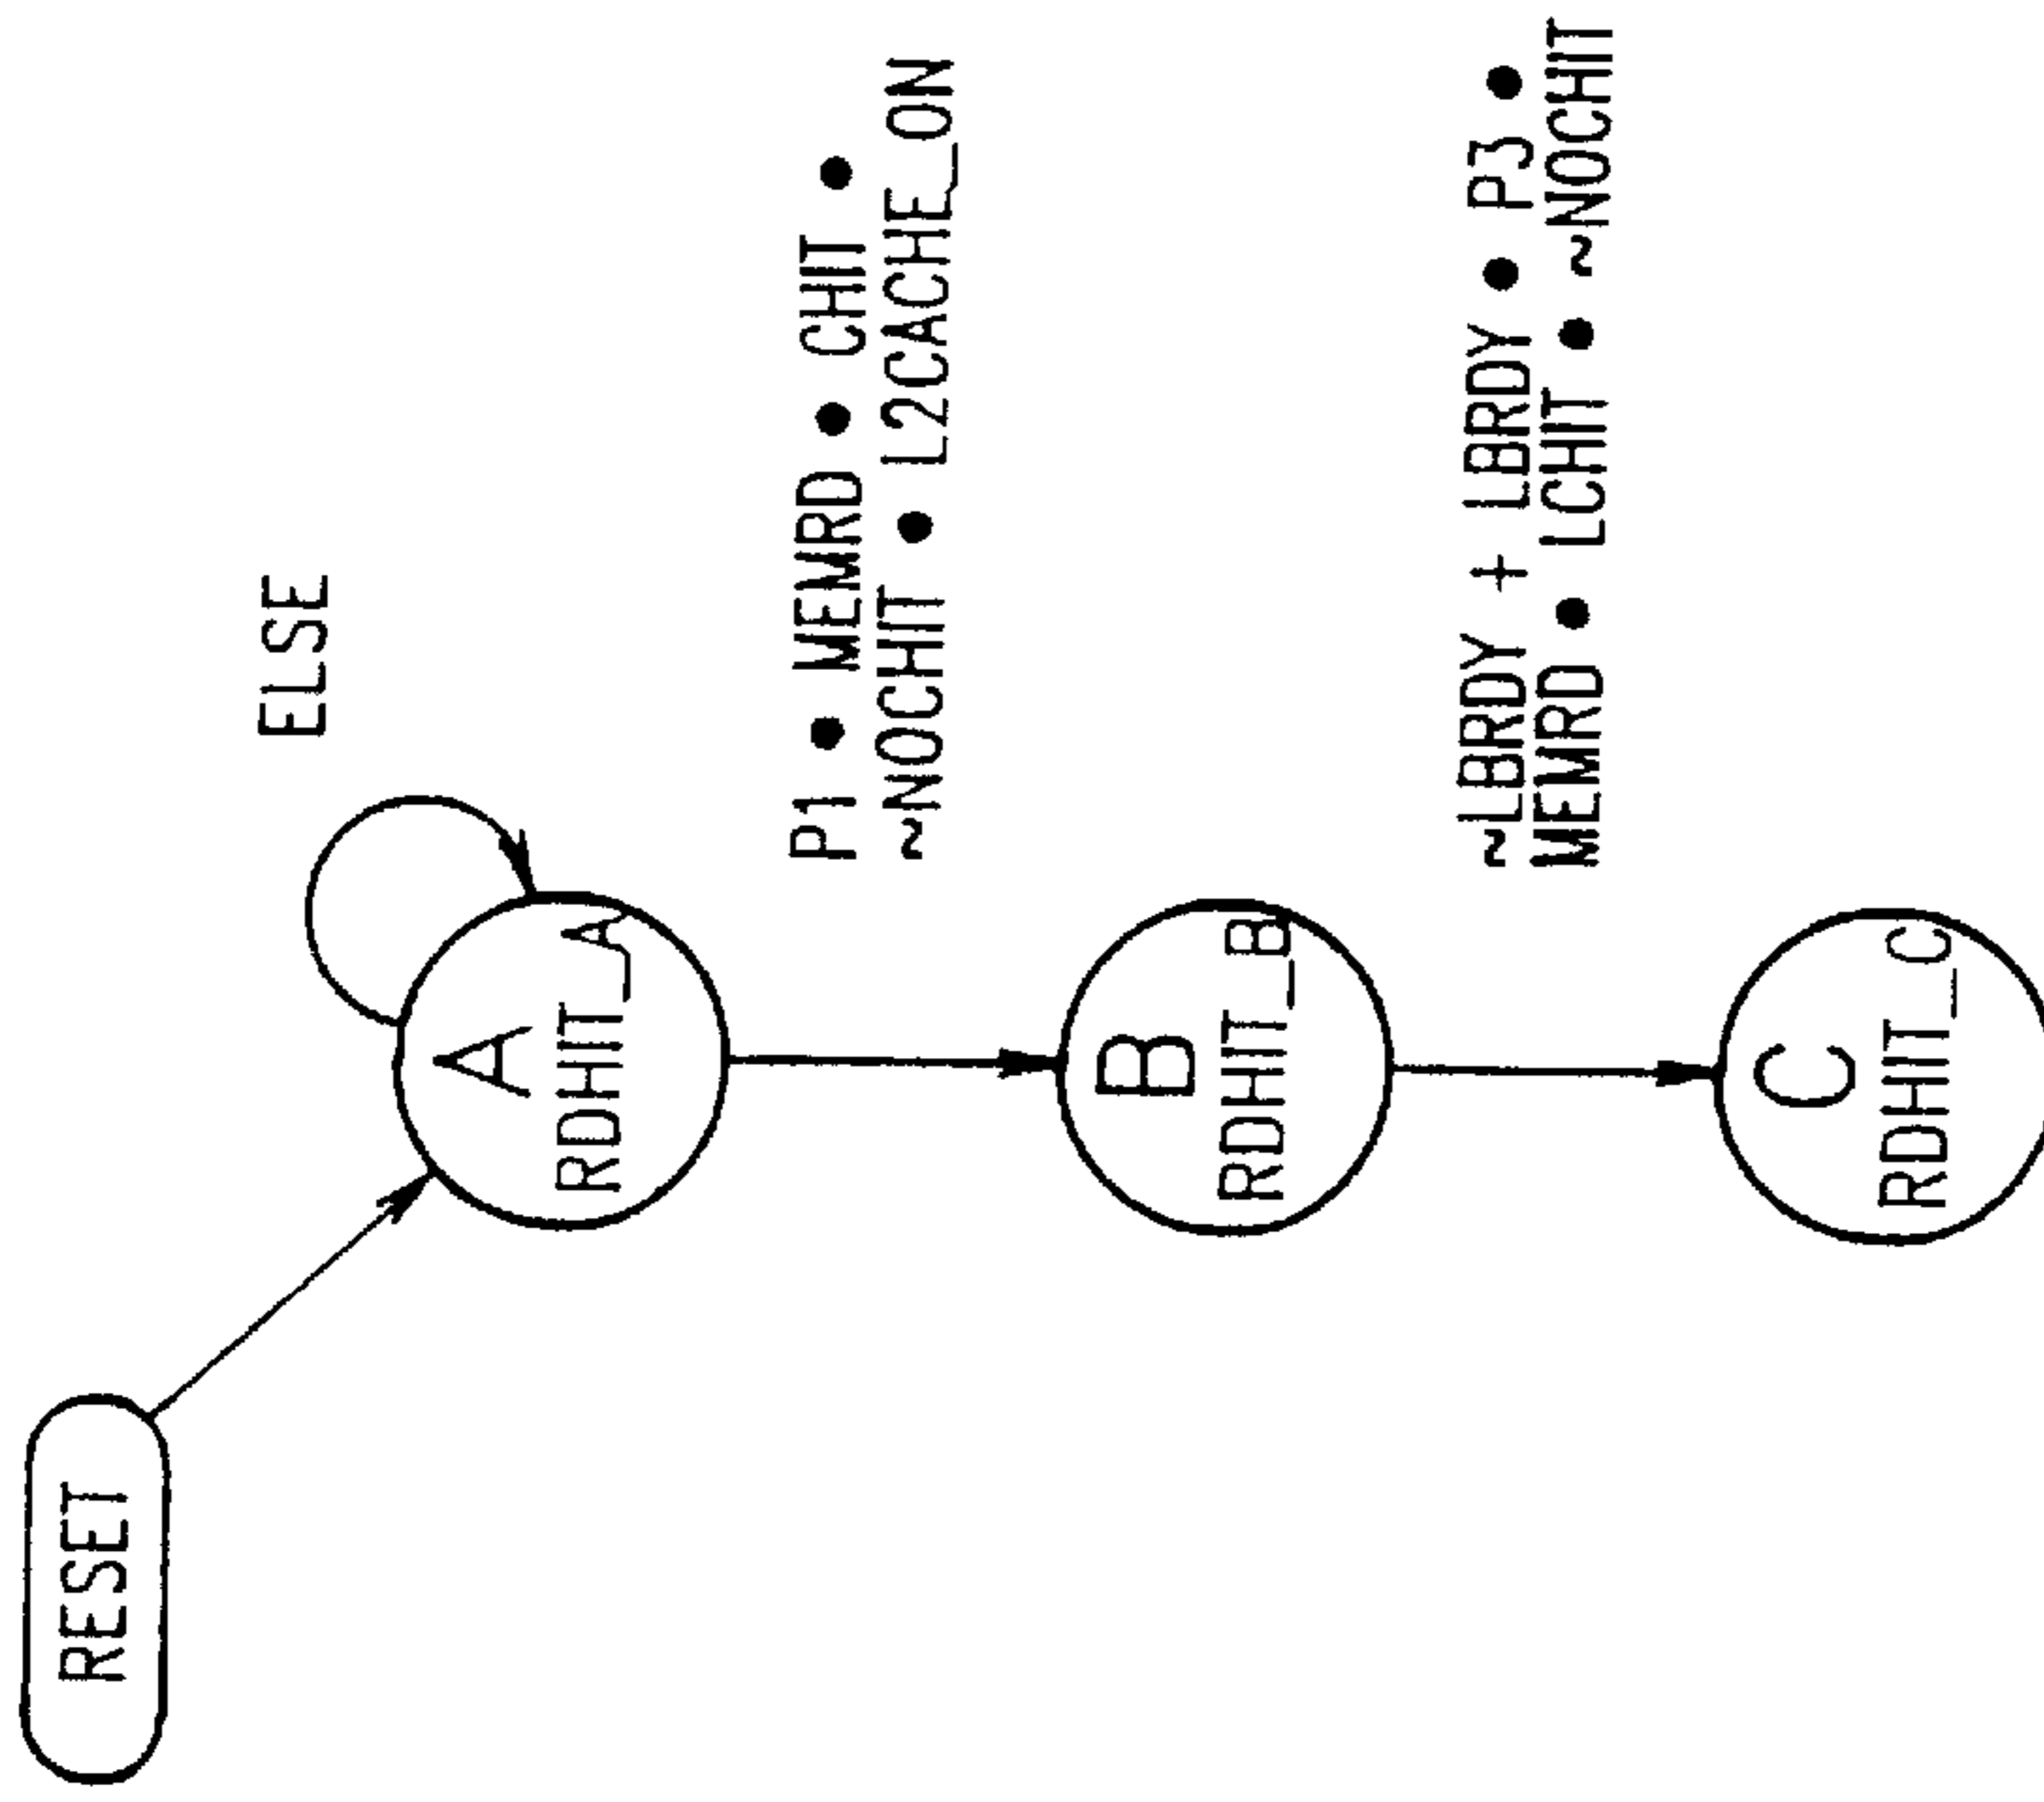 RESET
ELSE
A
RDHIT_A
P1 • MEMRD • CHIT •
~NOCHIT • L2CACHE_ON
B
RDHIT_B
~LBRDY + LBRDY • P3 •
MEMRD • LCHIT • ~NOCHIT
C
RDHIT_C